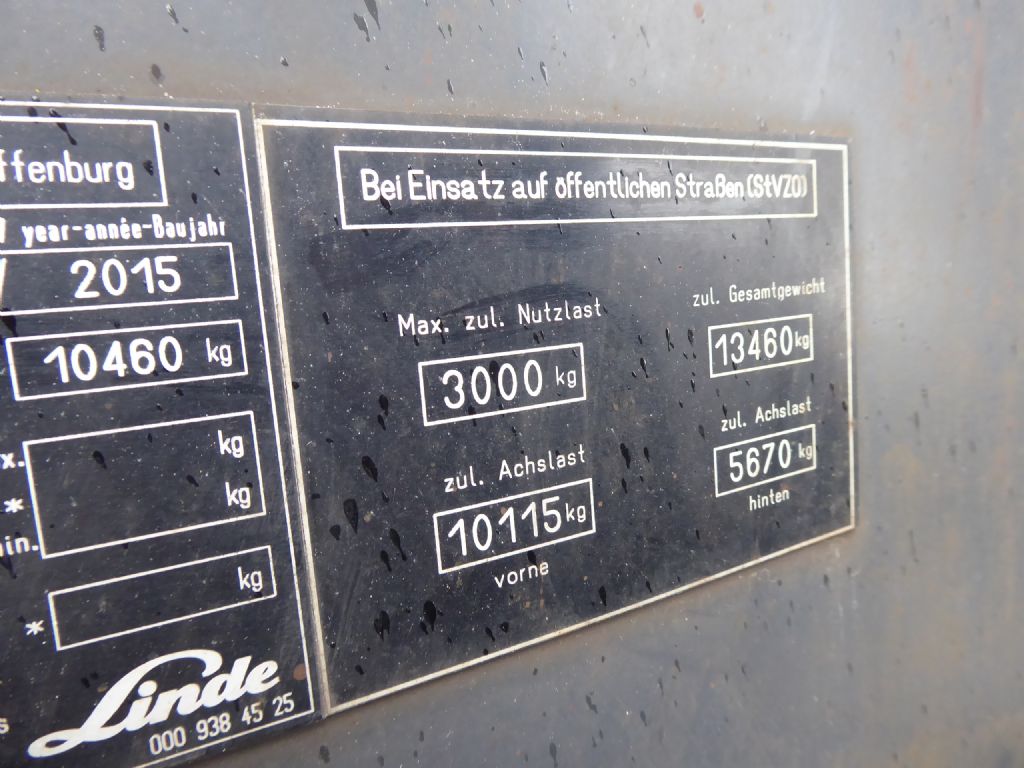 ffenburg
year-année-Baujahr
2015
10460 kg
kg
kg
in.
kg
*
Linde
000 938 45 25
Bei Einsatz auf öffentlichen Straßen (StVZO)
Max. zul. Nutzlast
3000 kg
zul. Gesamtgewicht
13460 kg
zul. Achslast
10115 kg
vorne
zul. Achslast
5670 kg
hinten